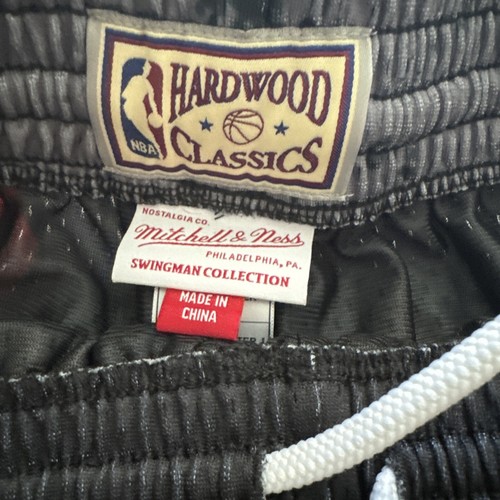 HARDWOOD
NBA
CLASSICS
NOSTALGIA CO.
Mitchell & Ness
PHILADELPHIA, PA.
SWINGMAN COLLECTION
MADE IN
CHINA